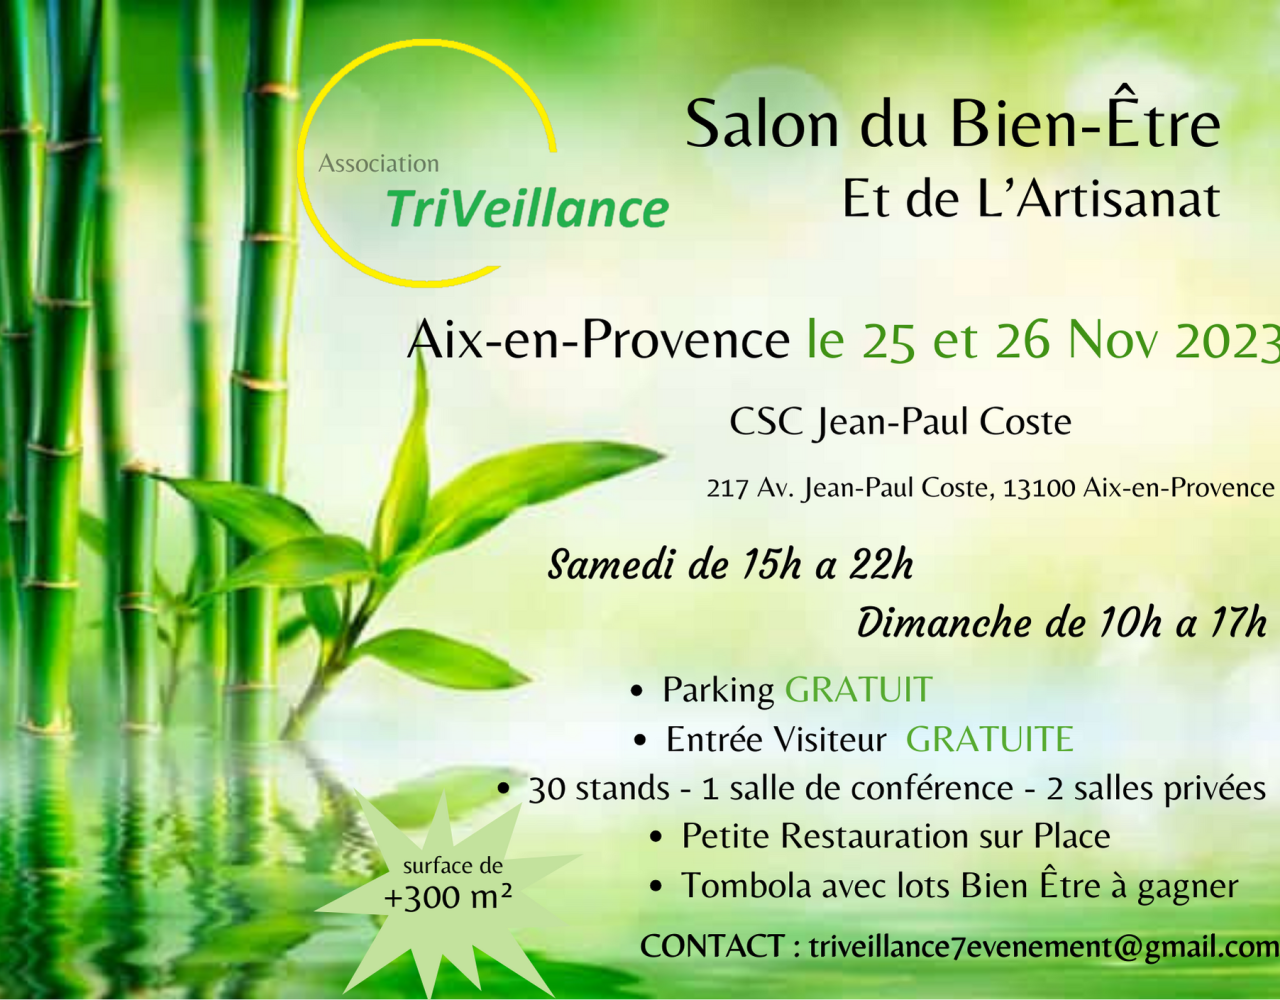 Association
TriVeillance
Salon du Bien-Être
Et de L'Artisanat
Aix-en-Provence le 25 et 26 Nov 2023
CSC Jean-Paul Coste
217 Av. Jean-Paul Coste, 13100 Aix-en-Provence
Samedi de 15h a 22h
Dimanche de 10h a 17h
• Parking GRATUIT
• Entrée Visiteur GRATUITE
• 30 stands - 1 salle de conférence - 2 salles privées
• Petite Restauration sur Place
• Tombola avec lots Bien Être à gagner
surface de
+300 m²
CONTACT : triveillance7evenement@gmail.com